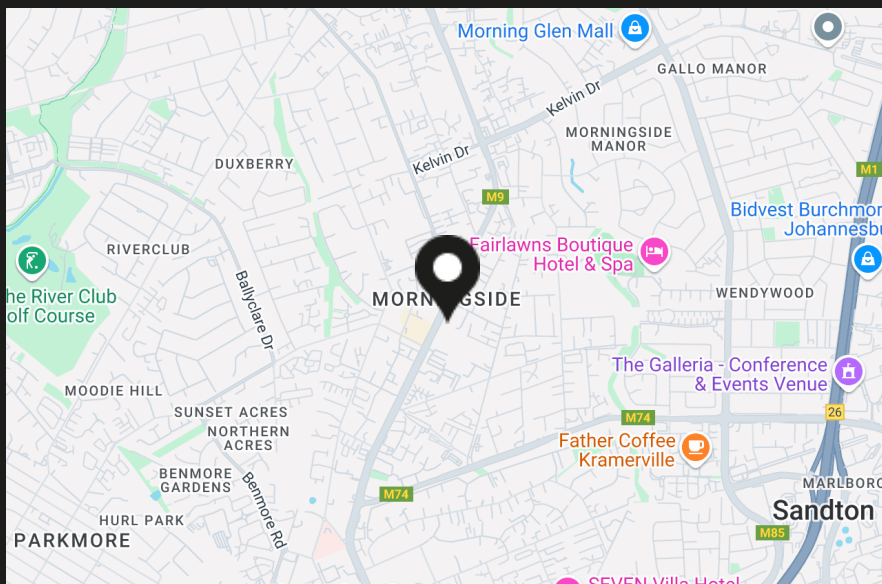 Morning Glen Mall
GALLO MANOR
Kelvin Dr
MORNINGSIDE
MANOR
Kelvin Dr
DUXBERRY
M1
M9
Bidvest Burchmor
Johannesbu
Fairlawns Boutique
Hotel & Spa
RIVERCLUB
Ballyclare Dr
he River Club
olf Course
MORNINGSIDE
WENDYWOOD
The Galleria - Conference
& Events Venue
MOODIE HILL
SUNSET ACRES
NORTHERN
ACRES
M74
26
Father Coffee
Kramerville
BENMORE
GARDENS
Benmore Rd
M74
MARLBORO
Sandton
HURL PARK
PARKMORE
M85
SEVEN Villa Hotel